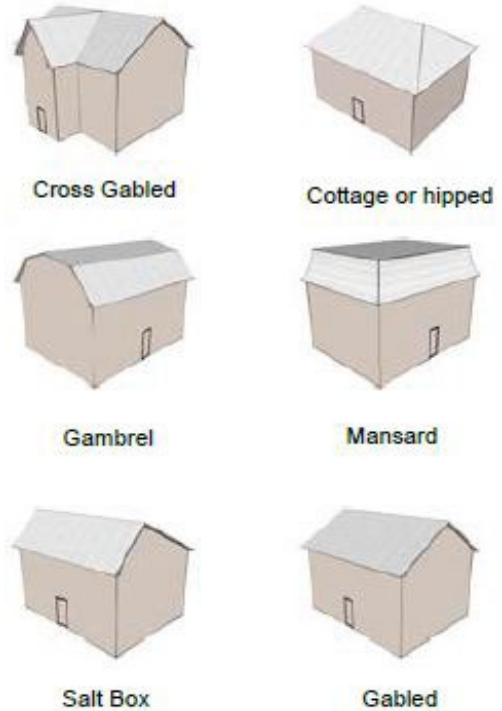 Cross Gabled
Cottage or hipped
Gambrel
Mansard
Salt Box
Gabled